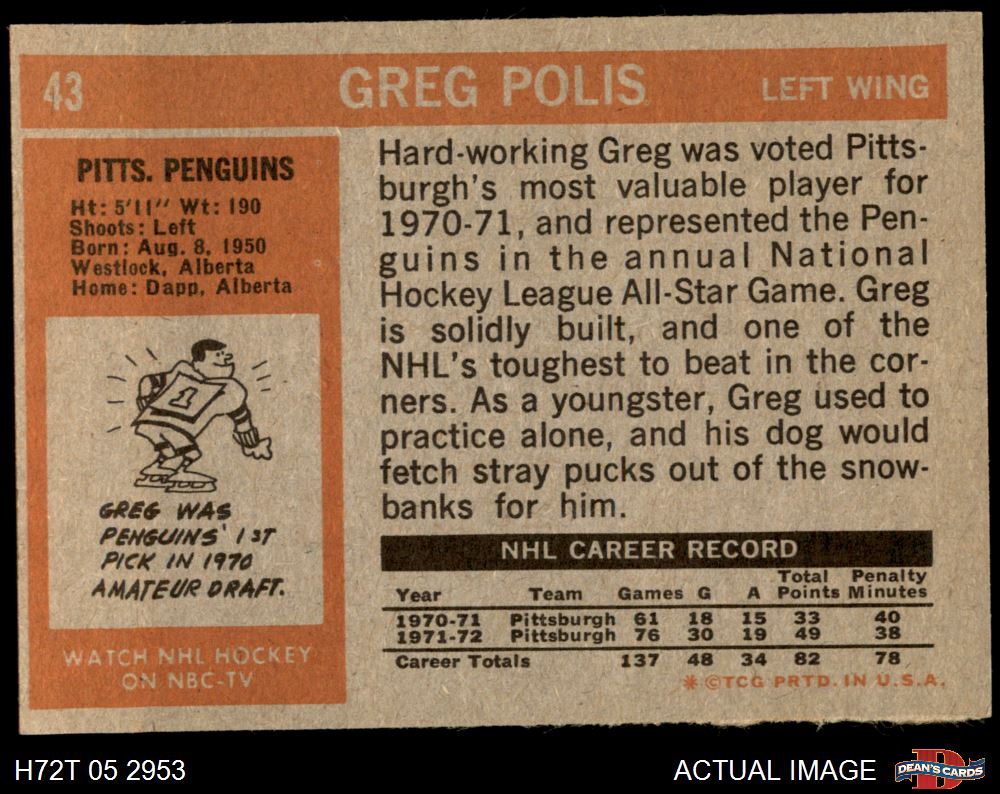 43 GREG POLIS LEFT WING
PITTS. PENGUINS
Ht: 5'11" Wt: 190
Shoots: Left
Born: Aug. 8, 1950
Westlock, Alberta
Home: Dapp, Alberta
1
GREG WAS
PENGUINS' 1ST
PICK IN 1970
AMATEUR DRAFT.
WATCH NHL HOCKEY
ON NBC-TV
Hard-working Greg was voted Pitts-
burgh's most valuable player for
1970-71, and represented the Pen-
guins in the annual National
Hockey League All-Star Game. Greg
is solidly built, and one of the
NHL's toughest to beat in the cor-
ners. As a youngster, Greg used to
practice alone, and his dog would
fetch stray pucks out of the snow-
banks for him.
NHL CAREER RECORD
Total Penalty
Year Team Games G A Points Minutes
1970-71 Pittsburgh 61 18 15 33 40
1971-72 Pittsburgh 76 30 19 49 38
Career Totals 137 48 34 82 78
* ©TCG PRTD. IN U.S.A.
H72T 05 2953 ACTUAL IMAGE DEAN'S CARDS